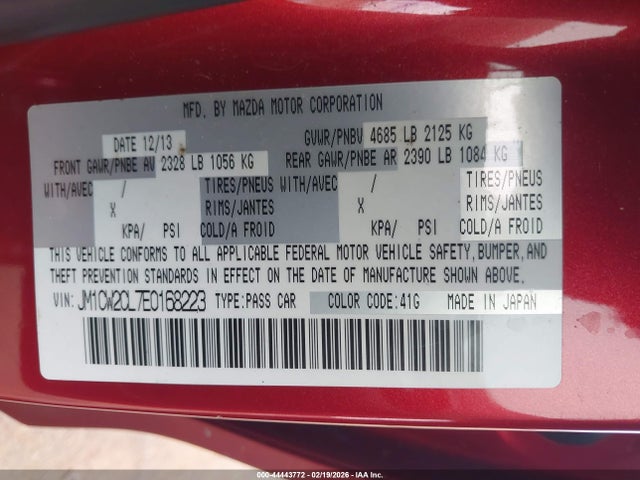 MFD. BY MAZDA MOTOR CORPORATION
DATE 12/13 GVWR/PNBV 4685 LB 2125 KG
FRONT GAWR/PNBE AV 2328 LB 1056 KG REAR GAWR/PNBE AR 2390 LB 1084 KG
WITH/AVEC / TIRES/PNEUS WITH/AVEC / TIRES/PNEUS
X RIMS/JANTES X RIMS/JANTES
KPA/ PSI COLD/A FROID KPA/ PSI COLD/A FROID
THIS VEHICLE CONFORMS TO ALL APPLICABLE FEDERAL MOTOR VEHICLE SAFETY, BUMPER, AND
THEFT PREVENTION STANDARDS IN EFFECT ON THE DATE OF MANUFACTURE SHOWN ABOVE.
VIN: JM1CW2CL7E0168223 TYPE:PASS CAR COLOR CODE:41G MADE IN JAPAN
000-44443772 - 02/19/2026 - IAA Inc.